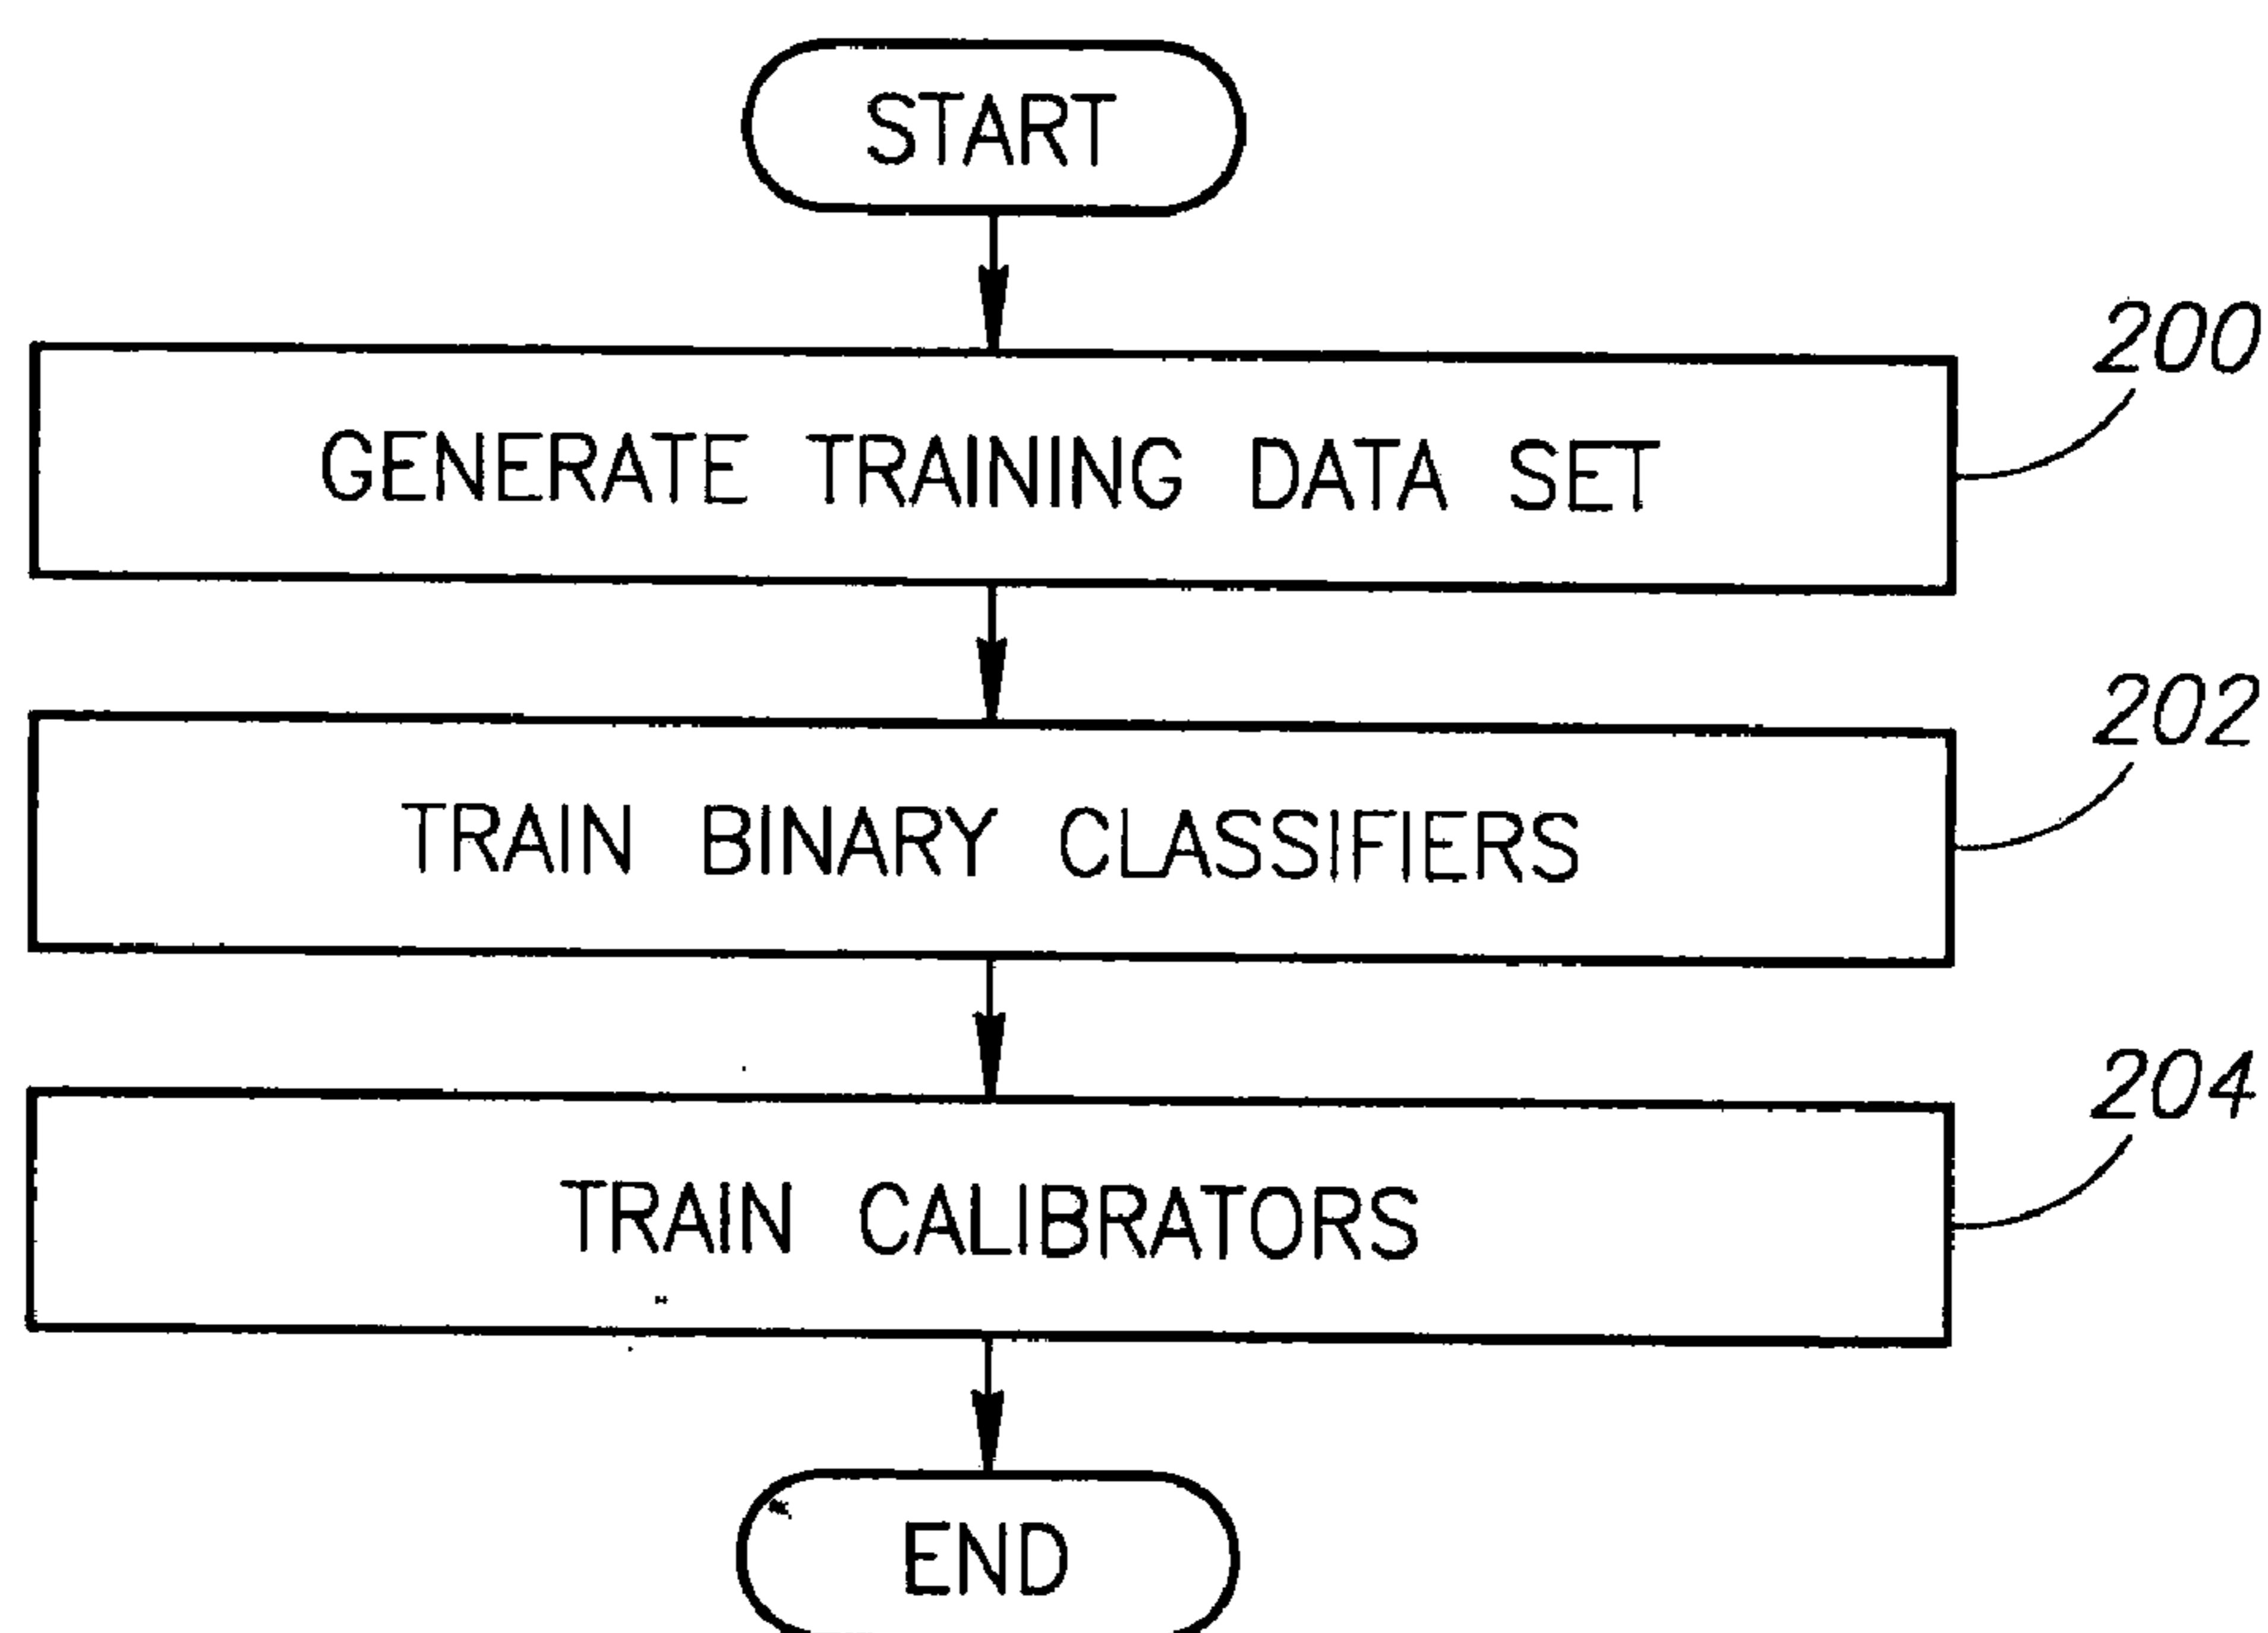 START
200
GENERATE TRAINING DATA SET
202
TRAIN BINARY CLASSIFIERS
204
TRAIN CALIBRATORS
END